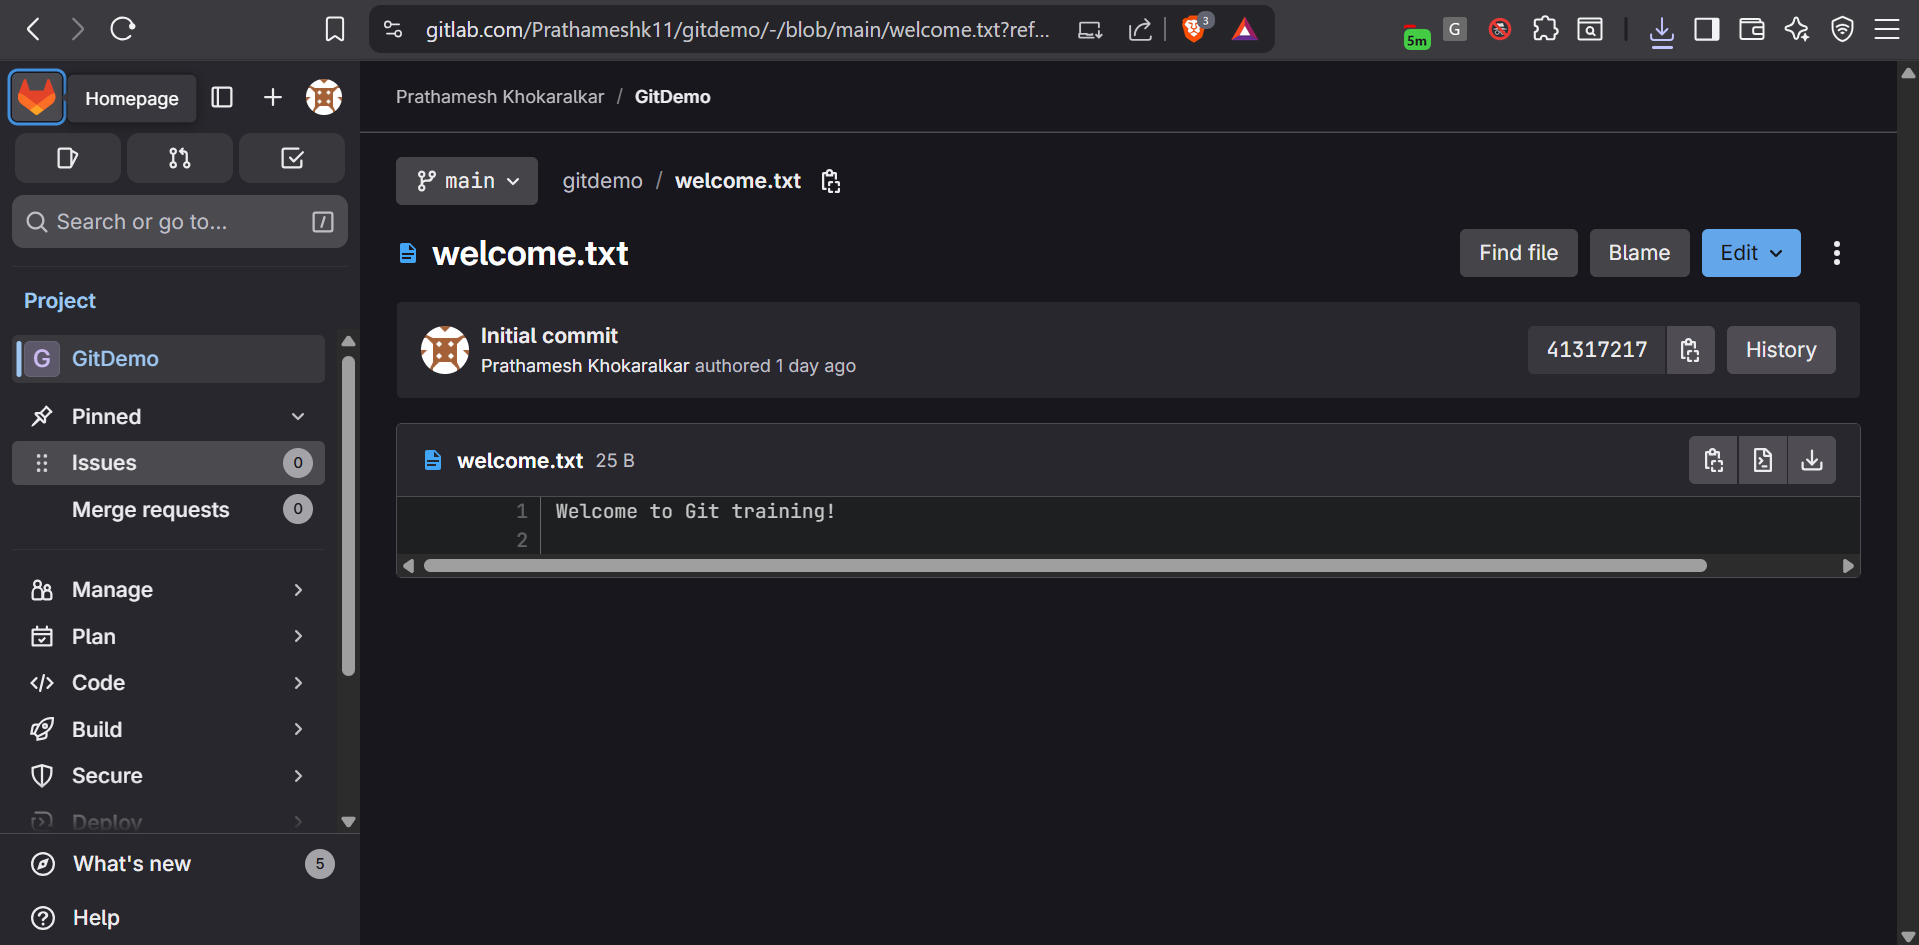 gitlab.com/Prathameshk11/gitdemo/-/blob/main/welcome.txt?ref...
3
5m
G
Homepage
Prathamesh Khokaralkar / GitDemo
Search or go to...
/
main
gitdemo / welcome.txt
welcome.txt
Find file
Blame
Edit
Project
G GitDemo
Initial commit
Prathamesh Khokaralkar authored 1 day ago
41317217
History
Pinned
Issues 0
Merge requests 0
welcome.txt 25 B
1 Welcome to Git training!
2
Manage
Plan
Code
Build
Secure
Deploy
What's new 5
Help